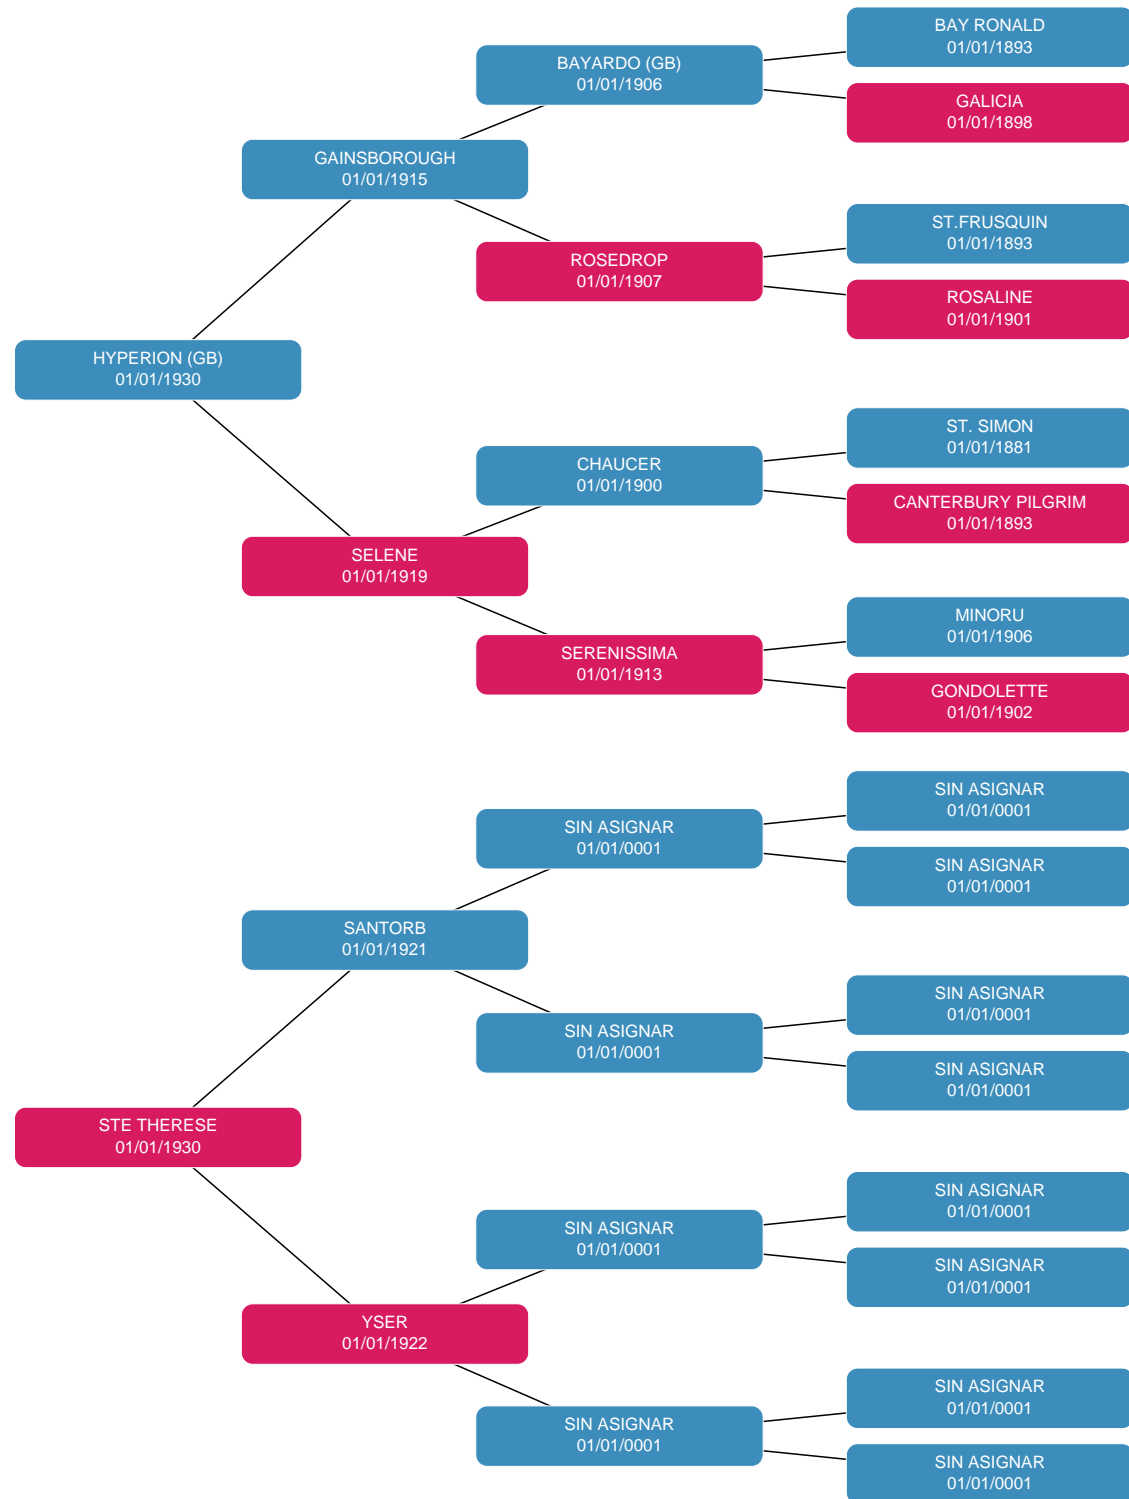 BAY RONALD
01/01/1893
BAYARDO (GB)
01/01/1906
GALICIA
01/01/1898
GAINSBOROUGH
01/01/1915
ST.FRUSQUIN
01/01/1893
ROSEDROP
01/01/1907
ROSALINE
01/01/1901
HYPERION (GB)
01/01/1930
ST. SIMON
01/01/1881
CHAUCER
01/01/1900
CANTERBURY PILGRIM
01/01/1893
SELENE
01/01/1919
MINORU
01/01/1906
SERENISSIMA
01/01/1913
GONDOLETTE
01/01/1902
SIN ASIGNAR
01/01/0001
SIN ASIGNAR
01/01/0001
SIN ASIGNAR
01/01/0001
SANTORB
01/01/1921
SIN ASIGNAR
01/01/0001
SIN ASIGNAR
01/01/0001
SIN ASIGNAR
01/01/0001
STE THERESE
01/01/1930
SIN ASIGNAR
01/01/0001
SIN ASIGNAR
01/01/0001
SIN ASIGNAR
01/01/0001
YSER
01/01/1922
SIN ASIGNAR
01/01/0001
SIN ASIGNAR
01/01/0001
SIN ASIGNAR
01/01/0001